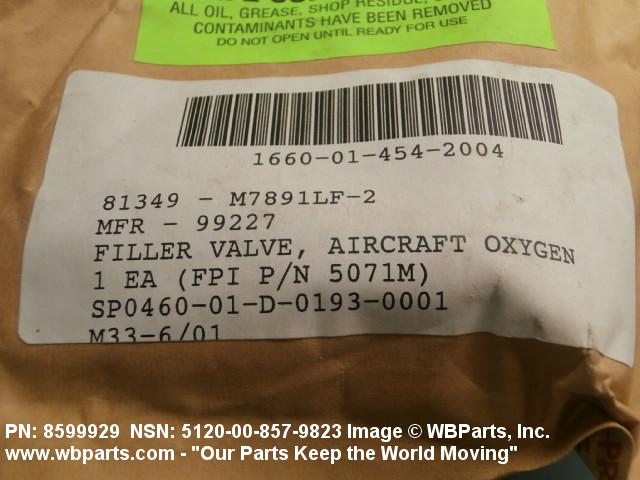 ALL OIL, GREASE, SHOP RESIDUE,
CONTAMINANTS HAVE BEEN REMOVED
DO NOT OPEN UNTIL READY FOR USE
1660-01-454-2004
81349 - M7891LF-2
MFR - 99227
FILLER VALVE, AIRCRAFT OXYGEN
1 EA (FPI P/N 5071M)
SP0460-01-D-0193-0001
M33-6/01
PN: 8599929 NSN: 5120-00-857-9823 Image © WBParts, Inc.
www.wbparts.com - "Our Parts Keep the World Moving"